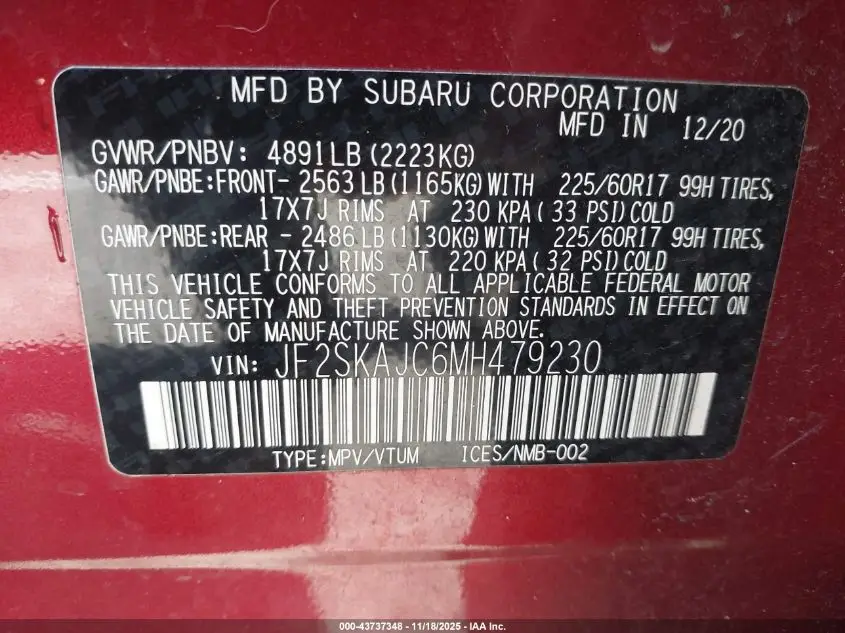 MFD BY SUBARU CORPORATION
MFD IN 12/20
GVWR/PNBV: 4891LB(2223KG)
GAWR/PNBE:FRONT- 2563LB(1165KG)WITH 225/60R17 99H TIRES,
17X7J RIMS AT 230 KPA( 33 PSI)COLD
GAWR/PNBE:REAR - 2486LB(1130KG)WITH 225/60R17 99H TIRES,
17X7J RIMS AT 220 KPA( 32 PSI)COLD
THIS VEHICLE CONFORMS TO ALL APPLICABLE FEDERAL MOTOR
VEHICLE SAFETY AND THEFT PREVENTION STANDARDS IN EFFECT ON
THE DATE OF MANUFACTURE SHOWN ABOVE.
VIN: JF2SKAJC6MH479230
TYPE:MPV/VTUM ICES/NMB-002
000-43737348 - 11/18/2025 - IAA Inc.